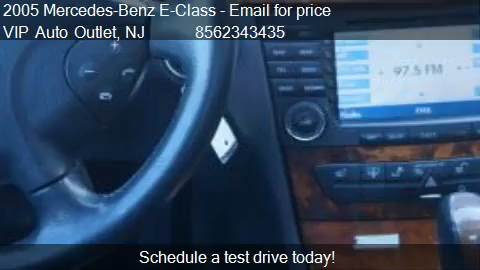 2005 Mercedes-Benz E-Class - Email for price
VIP Auto Outlet, NJ 8562343435
97.5 FM
Schedule a test drive today!